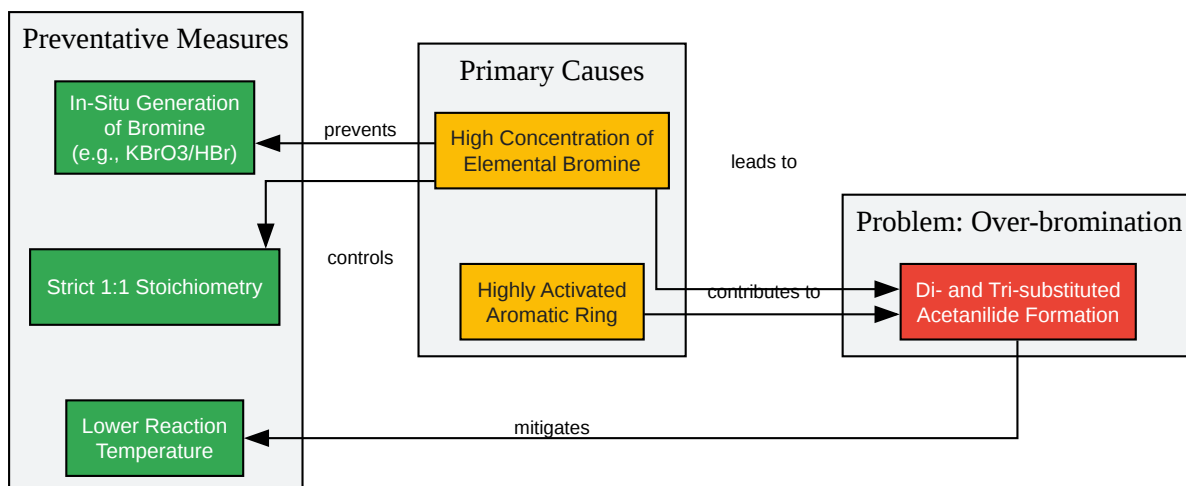 Preventative Measures
In-Situ Generation
of Bromine
(e.g., KBrO3/HBr)
Strict 1:1 Stoichiometry
Lower Reaction
Temperature
prevents
controls
mitigates
Primary Causes
High Concentration of
Elemental Bromine
Highly Activated
Aromatic Ring
leads to
contributes to
Problem: Over-bromination
Di- and Tri-substituted
Acetanilide Formation